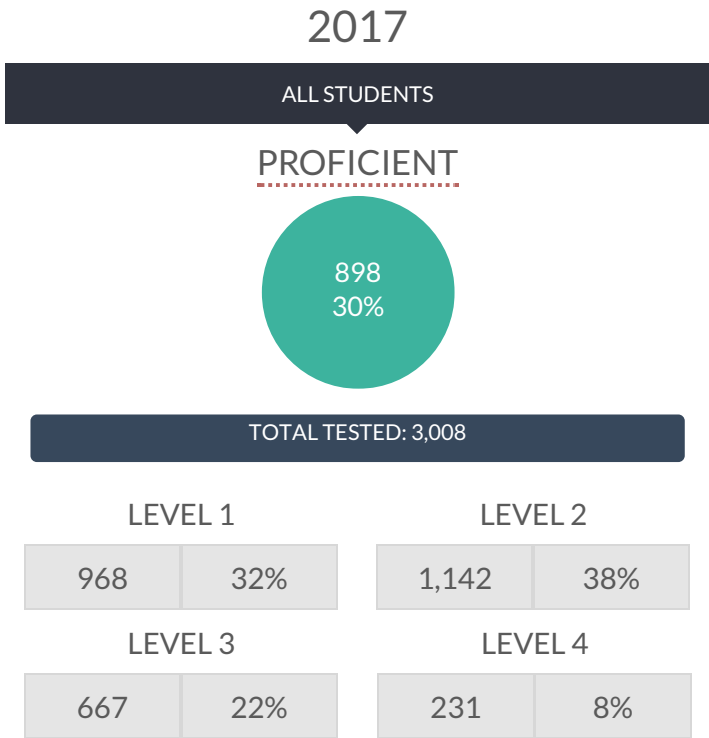 2017
ALL STUDENTS
PROFICIENT
898
30%
TOTAL TESTED: 3,008
LEVEL 1 LEVEL 2
968 32% 1,142 38%
LEVEL 3 LEVEL 4
667 22% 231 8%